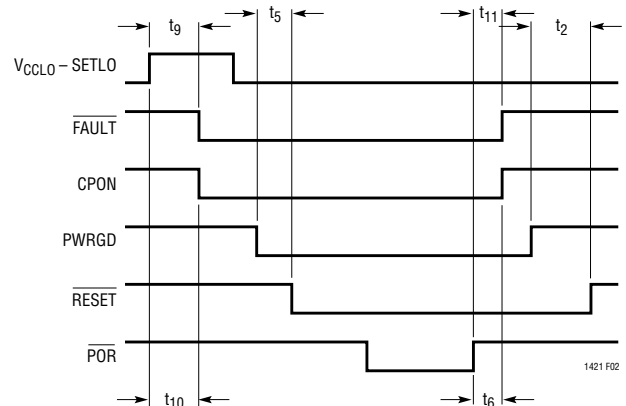 t9 t5 t11 t2
VCCLO – SETLO
FAULT
CPON
PWRGD
RESET
POR
1421 F02
t10 t6